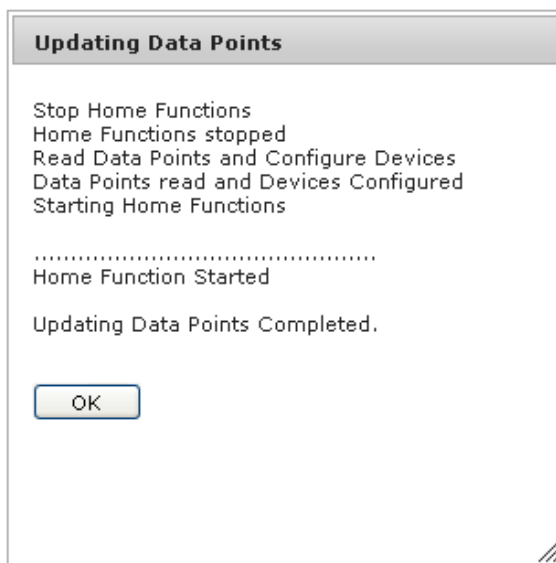 Updating Data Points
Stop Home Functions
Home Functions stopped
Read Data Points and Configure Devices
Data Points read and Devices Configured
Starting Home Functions
...............................................
Home Function Started
Updating Data Points Completed.
OK